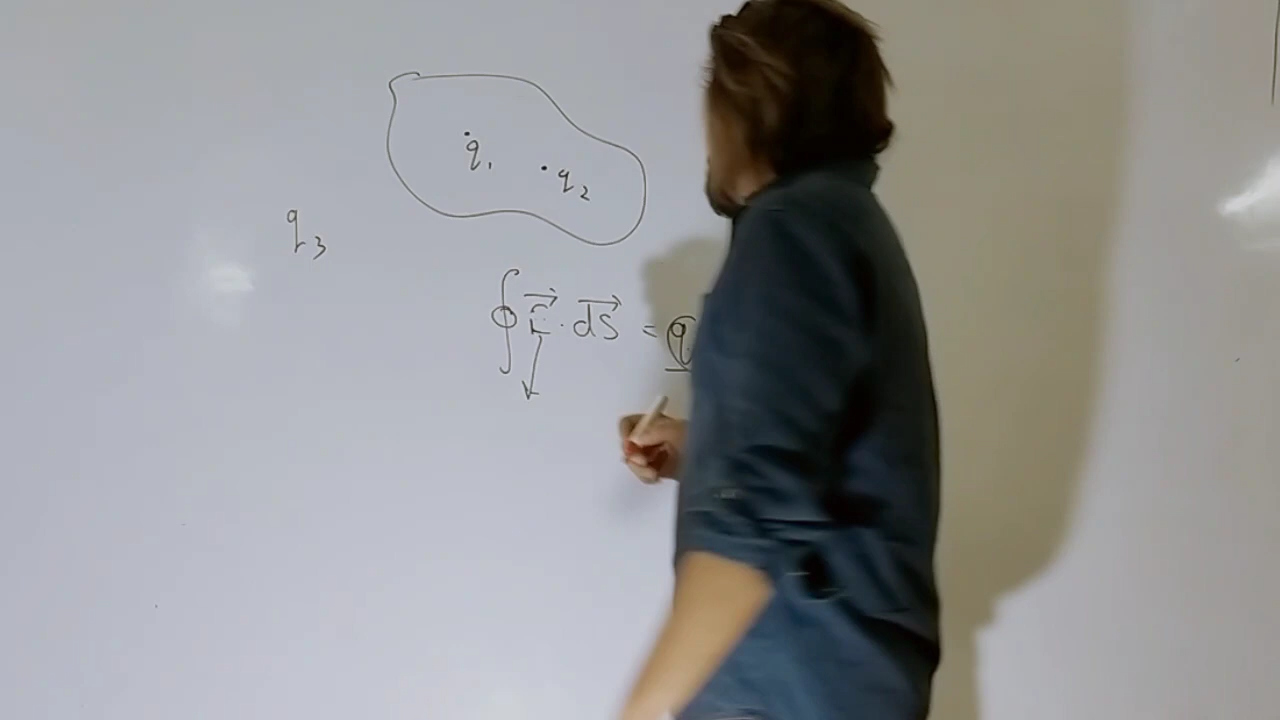 q₁
q₂
q₃
∮ E⃗ · dS⃗ = q